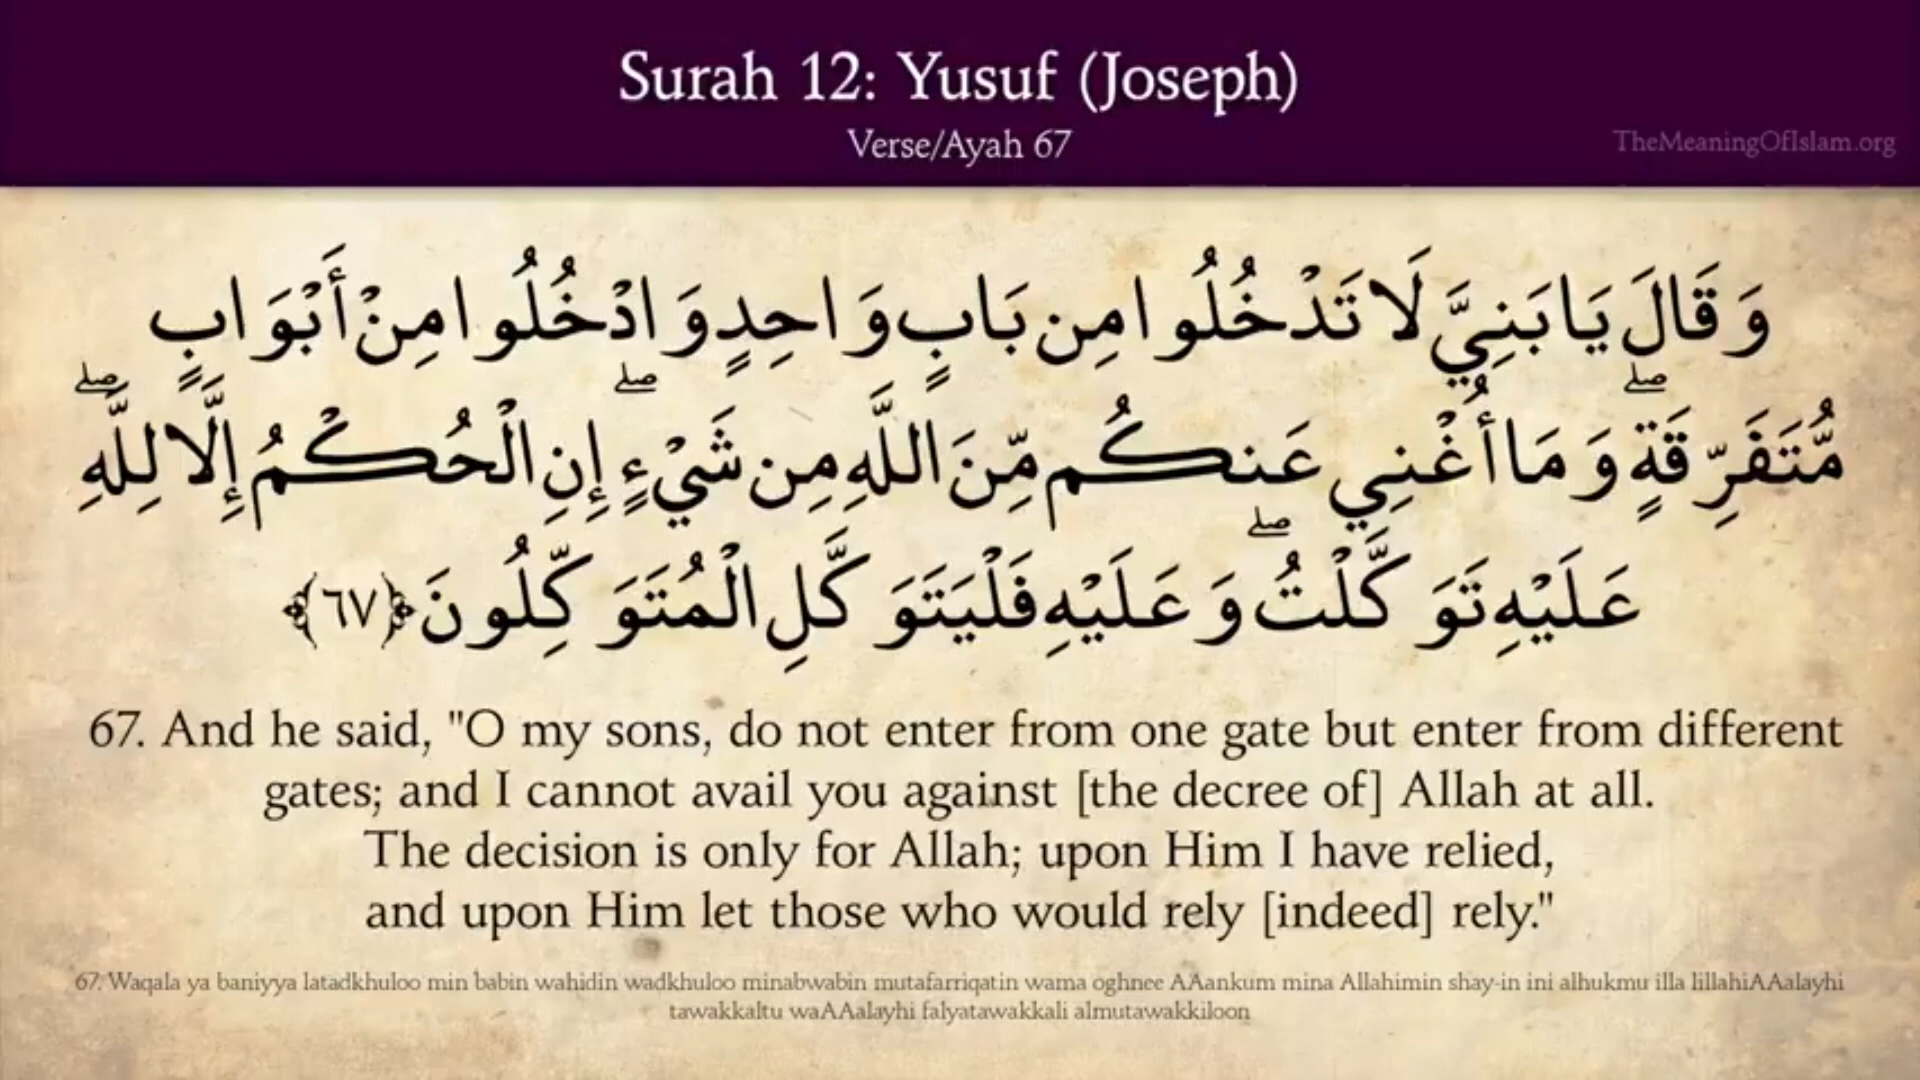 Surah 12: Yusuf (Joseph)
Verse/Ayah 67
TheMeaningOfIslam.org
وَقَالَ يَا بَنِيَّ لَا تَدْخُلُوا مِن بَابٍ وَاحِدٍ وَادْخُلُوا مِنْ أَبْوَابٍ
مُّتَفَرِّقَةٍ ۖ وَمَا أُغْنِي عَنكُم مِّنَ اللَّهِ مِن شَيْءٍ ۖ إِنِ الْحُكْمُ إِلَّا لِلَّهِ ۖ
عَلَيْهِ تَوَكَّلْتُ ۖ وَعَلَيْهِ فَلْيَتَوَكَّلِ الْمُتَوَكِّلُونَ ﴿٦٧﴾
67. And he said, "O my sons, do not enter from one gate but enter from different
gates; and I cannot avail you against [the decree of] Allah at all.
The decision is only for Allah; upon Him I have relied,
and upon Him let those who would rely [indeed] rely."
67. Waqala ya baniyya latadkhuloo min babin wahidin wadkhuloo minabwabin mutafarriqatin wama oghnee AAankum mina Allahimin shay-in ini alhukmu illa lillahiAAalayhi
tawakkaltu waAAalayhi falyatawakkali almutawakkiloon